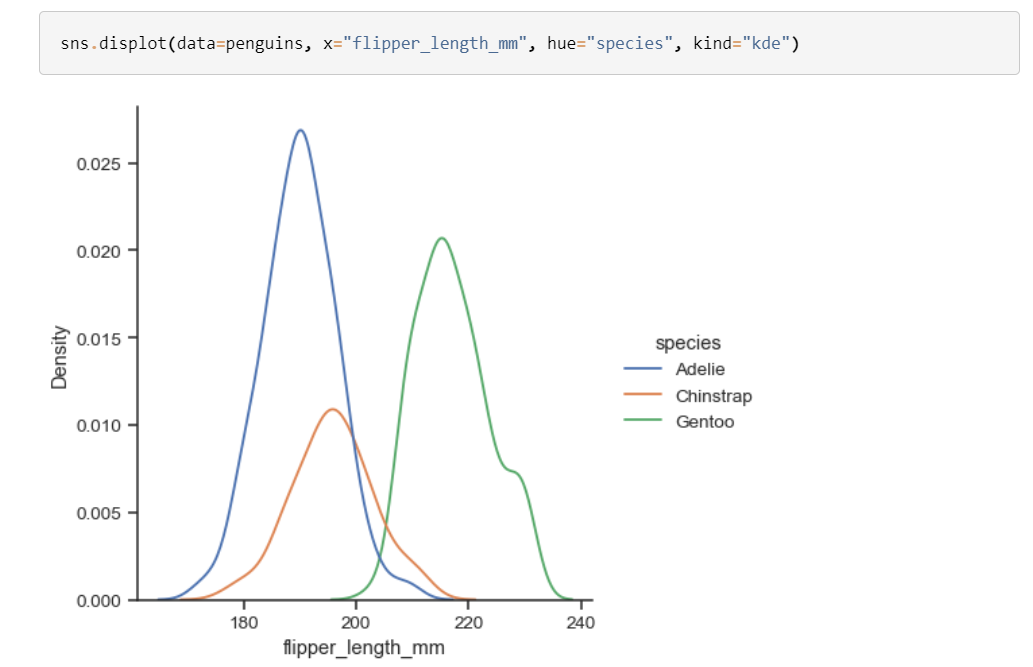 sns.displot(data=penguins, x="flipper_length_mm", hue="species", kind="kde")
0.025
0.020
0.015
0.010
0.005
0.000
Density
180 200 220 240
flipper_length_mm
species
Adelie
Chinstrap
Gentoo